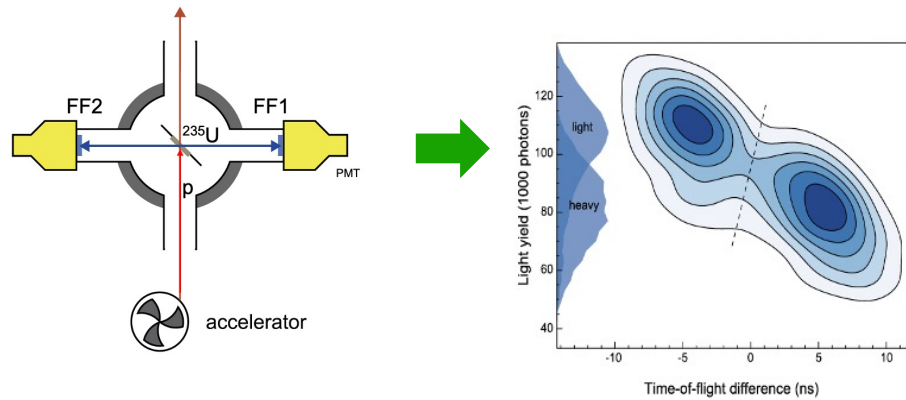 FF2
FF1
235U
PMT
p
accelerator
Light yield (1000 photons)
120
100
80
60
40
light
heavy
-10
-5
0
5
10
Time-of-flight difference (ns)